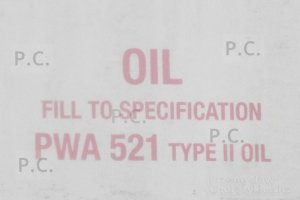 P.C.
OIL
P.C.
FILL TO SPECIFICATION
P.C.
PWA 521 TYPE II OIL
P.C.
P.C.